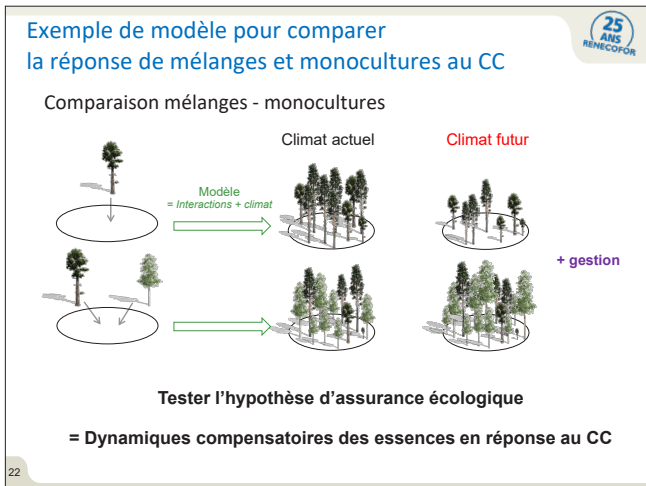 Exemple de modèle pour comparer
la réponse de mélanges et monocultures au CC
25
ANS
RENECOFOR
Comparaison mélanges - monocultures
Climat actuel
Climat futur
Modèle
= Interactions + climat
+ gestion
Tester l’hypothèse d’assurance écologique
= Dynamiques compensatoires des essences en réponse au CC
22